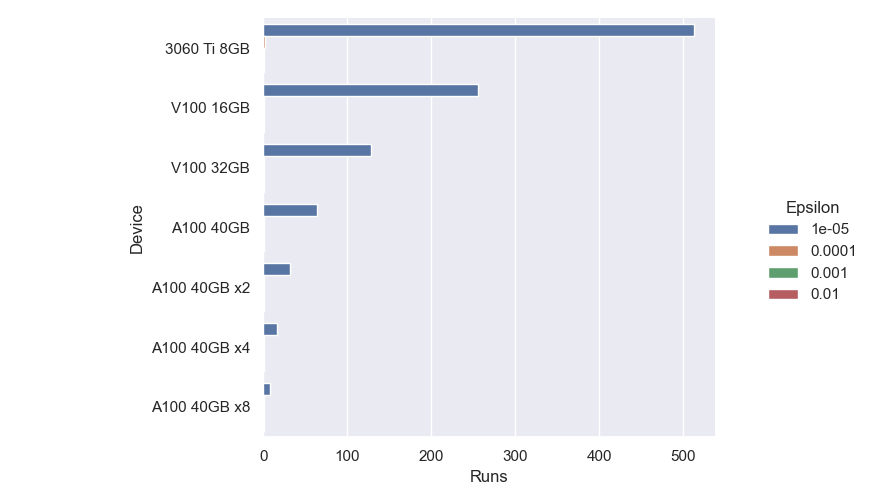 3060 Ti 8GB
V100 16GB
V100 32GB
A100 40GB
A100 40GB x2
A100 40GB x4
A100 40GB x8
Device
0 100 200 300 400 500
Runs
Epsilon
1e-05
0.0001
0.001
0.01